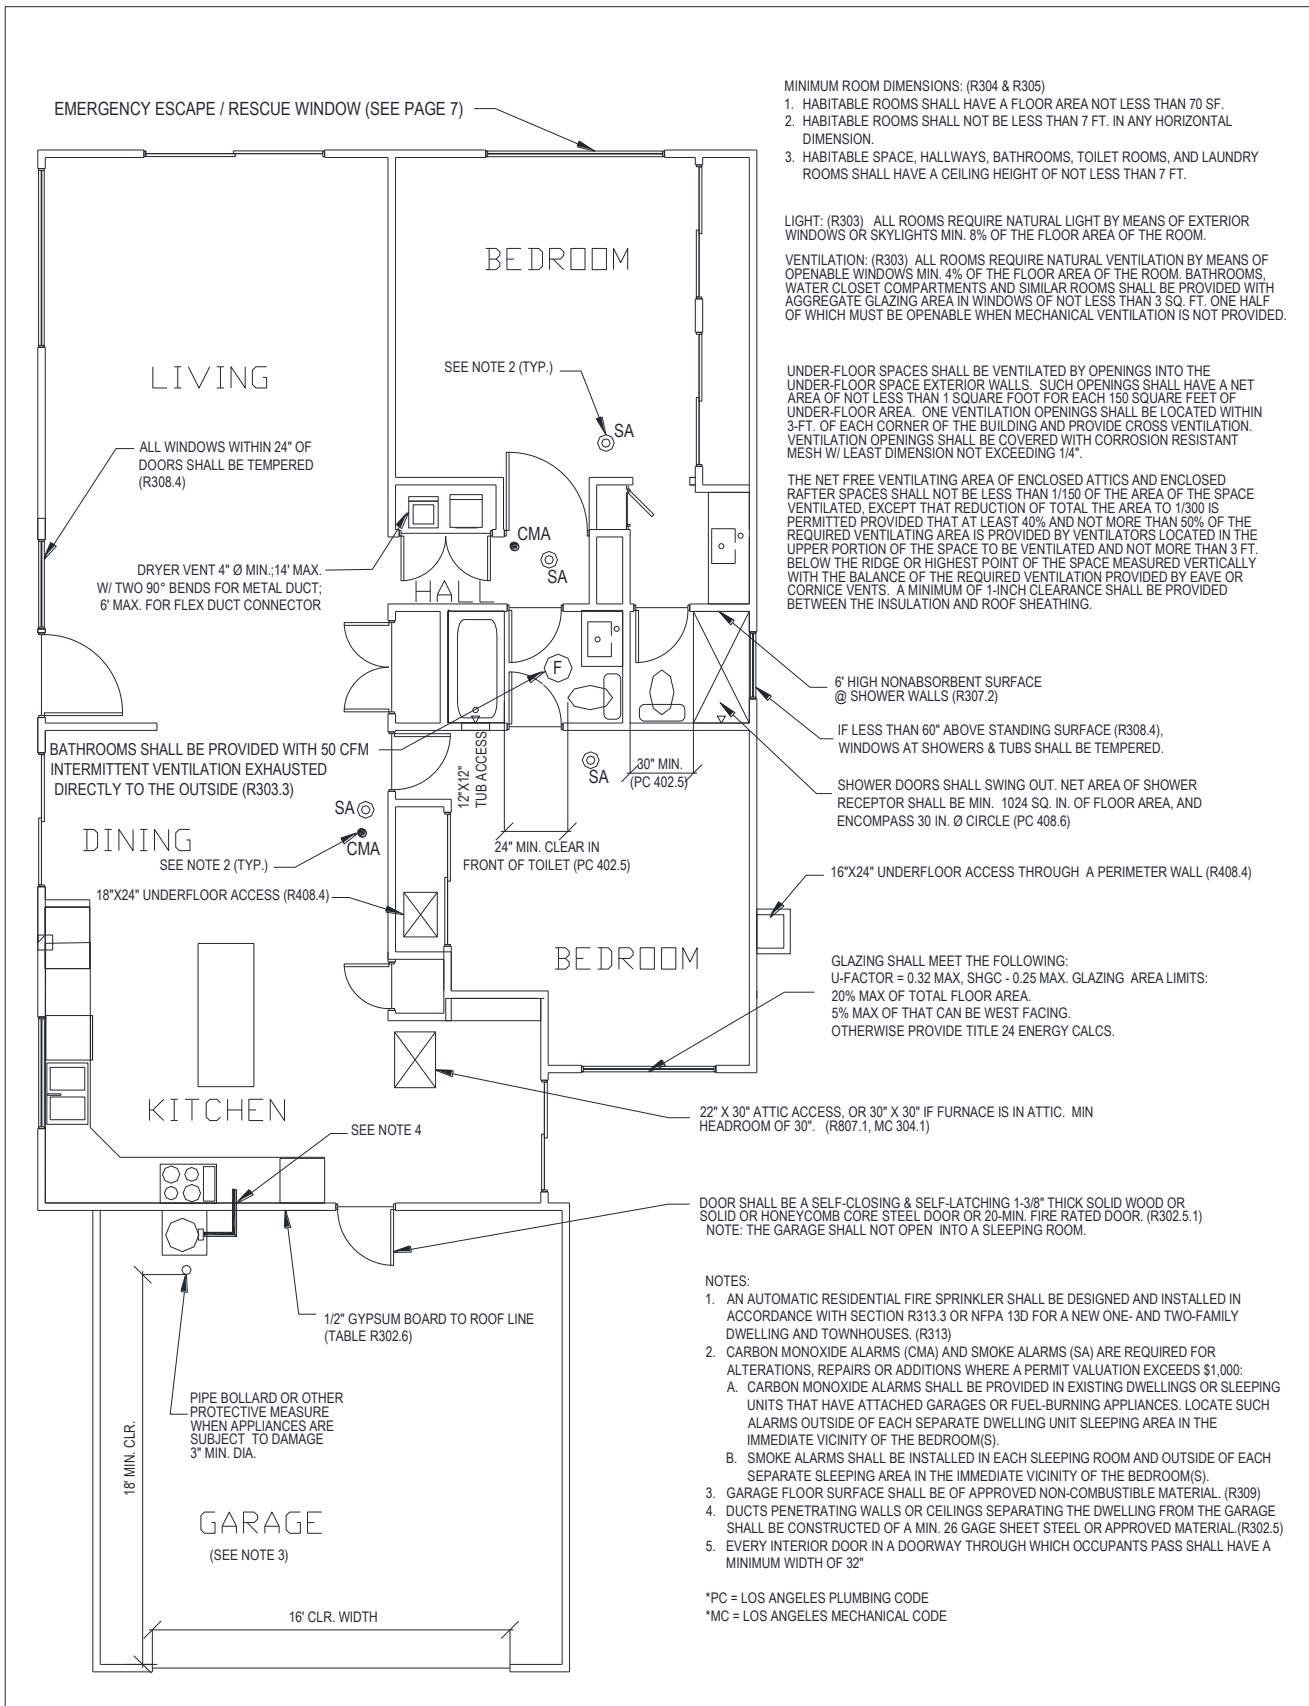 EMERGENCY ESCAPE / RESCUE WINDOW (SEE PAGE 7)
MINIMUM ROOM DIMENSIONS: (R304 & R305)
1. HABITABLE ROOMS SHALL HAVE A FLOOR AREA NOT LESS THAN 70 SF.
2. HABITABLE ROOMS SHALL NOT BE LESS THAN 7 FT. IN ANY HORIZONTAL
DIMENSION.
3. HABITABLE SPACE, HALLWAYS, BATHROOMS, TOILET ROOMS, AND LAUNDRY
ROOMS SHALL HAVE A CEILING HEIGHT OF NOT LESS THAN 7 FT.
LIGHT: (R303) ALL ROOMS REQUIRE NATURAL LIGHT BY MEANS OF EXTERIOR
WINDOWS OR SKYLIGHTS MIN. 8% OF THE FLOOR AREA OF THE ROOM.
VENTILATION: (R303) ALL ROOMS REQUIRE NATURAL VENTILATION BY MEANS OF
OPENABLE WINDOWS MIN. 4% OF THE FLOOR AREA OF THE ROOM. BATHROOMS,
WATER CLOSET COMPARTMENTS AND SIMILAR ROOMS SHALL BE PROVIDED WITH
AGGREGATE GLAZING AREA IN WINDOWS OF NOT LESS THAN 3 SQ. FT. ONE HALF
OF WHICH MUST BE OPENABLE WHEN MECHANICAL VENTILATION IS NOT PROVIDED.
UNDER-FLOOR SPACES SHALL BE VENTILATED BY OPENINGS INTO THE
UNDER-FLOOR SPACE EXTERIOR WALLS. SUCH OPENINGS SHALL HAVE A NET
AREA OF NOT LESS THAN 1 SQUARE FOOT FOR EACH 150 SQUARE FEET OF
UNDER-FLOOR AREA. ONE VENTILATION OPENINGS SHALL BE LOCATED WITHIN
3-FT. OF EACH CORNER OF THE BUILDING AND PROVIDE CROSS VENTILATION.
VENTILATION OPENINGS SHALL BE COVERED WITH CORROSION RESISTANT
MESH W/ LEAST DIMENSION NOT EXCEEDING 1/4".
THE NET FREE VENTILATING AREA OF ENCLOSED ATTICS AND ENCLOSED
RAFTER SPACES SHALL NOT BE LESS THAN 1/150 OF THE AREA OF THE SPACE
VENTILATED, EXCEPT THAT REDUCTION OF TOTAL THE AREA TO 1/300 IS
PERMITTED PROVIDED THAT AT LEAST 40% AND NOT MORE THAN 50% OF THE
REQUIRED VENTILATING AREA IS PROVIDED BY VENTILATORS LOCATED IN THE
UPPER PORTION OF THE SPACE TO BE VENTILATED AND NOT MORE THAN 3 FT.
BELOW THE RIDGE OR HIGHEST POINT OF THE SPACE MEASURED VERTICALLY
WITH THE BALANCE OF THE REQUIRED VENTILATION PROVIDED BY EAVE OR
CORNICE VENTS. A MINIMUM OF 1-INCH CLEARANCE SHALL BE PROVIDED
BETWEEN THE INSULATION AND ROOF SHEATHING.
BEDROOM
LIVING
SEE NOTE 2 (TYP.)
SA
ALL WINDOWS WITHIN 24" OF
DOORS SHALL BE TEMPERED
(R308.4)
CMA
SA
DRYER VENT 4" Ø MIN.;14' MAX.
W/ TWO 90° BENDS FOR METAL DUCT;
6' MAX. FOR FLEX DUCT CONNECTOR
HALL
F
6' HIGH NONABSORBENT SURFACE
@ SHOWER WALLS (R307.2)
IF LESS THAN 60" ABOVE STANDING SURFACE (R308.4),
WINDOWS AT SHOWERS & TUBS SHALL BE TEMPERED.
BATHROOMS SHALL BE PROVIDED WITH 50 CFM
INTERMITTENT VENTILATION EXHAUSTED
DIRECTLY TO THE OUTSIDE (R303.3)
12"X12"
TUB ACCESS
SA
30" MIN.
(PC 402.5)
SHOWER DOORS SHALL SWING OUT. NET AREA OF SHOWER
RECEPTOR SHALL BE MIN. 1024 SQ. IN. OF FLOOR AREA, AND
ENCOMPASS 30 IN. Ø CIRCLE (PC 408.6)
SA
DINING
CMA
SEE NOTE 2 (TYP.)
24" MIN. CLEAR IN
FRONT OF TOILET (PC 402.5)
16"X24" UNDERFLOOR ACCESS THROUGH A PERIMETER WALL (R408.4)
18"X24" UNDERFLOOR ACCESS (R408.4)
BEDROOM
GLAZING SHALL MEET THE FOLLOWING:
U-FACTOR = 0.32 MAX, SHGC - 0.25 MAX. GLAZING AREA LIMITS:
20% MAX OF TOTAL FLOOR AREA.
5% MAX OF THAT CAN BE WEST FACING.
OTHERWISE PROVIDE TITLE 24 ENERGY CALCS.
KITCHEN
22" X 30" ATTIC ACCESS, OR 30" X 30" IF FURNACE IS IN ATTIC. MIN
HEADROOM OF 30". (R807.1, MC 304.1)
SEE NOTE 4
DOOR SHALL BE A SELF-CLOSING & SELF-LATCHING 1-3/8" THICK SOLID WOOD OR
SOLID OR HONEYCOMB CORE STEEL DOOR OR 20-MIN. FIRE RATED DOOR. (R302.5.1)
NOTE: THE GARAGE SHALL NOT OPEN INTO A SLEEPING ROOM.
1/2" GYPSUM BOARD TO ROOF LINE
(TABLE R302.6)
PIPE BOLLARD OR OTHER
PROTECTIVE MEASURE
WHEN APPLIANCES ARE
SUBJECT TO DAMAGE
3" MIN. DIA.
18' MIN. CLR.
GARAGE
(SEE NOTE 3)
16' CLR. WIDTH
NOTES:
1. AN AUTOMATIC RESIDENTIAL FIRE SPRINKLER SHALL BE DESIGNED AND INSTALLED IN
ACCORDANCE WITH SECTION R313.3 OR NFPA 13D FOR A NEW ONE- AND TWO-FAMILY
DWELLING AND TOWNHOUSES. (R313)
2. CARBON MONOXIDE ALARMS (CMA) AND SMOKE ALARMS (SA) ARE REQUIRED FOR
ALTERATIONS, REPAIRS OR ADDITIONS WHERE A PERMIT VALUATION EXCEEDS $1,000:
A. CARBON MONOXIDE ALARMS SHALL BE PROVIDED IN EXISTING DWELLINGS OR SLEEPING
UNITS THAT HAVE ATTACHED GARAGES OR FUEL-BURNING APPLIANCES. LOCATE SUCH
ALARMS OUTSIDE OF EACH SEPARATE DWELLING UNIT SLEEPING AREA IN THE
IMMEDIATE VICINITY OF THE BEDROOM(S).
B. SMOKE ALARMS SHALL BE INSTALLED IN EACH SLEEPING ROOM AND OUTSIDE OF EACH
SEPARATE SLEEPING AREA IN THE IMMEDIATE VICINITY OF THE BEDROOM(S).
3. GARAGE FLOOR SURFACE SHALL BE OF APPROVED NON-COMBUSTIBLE MATERIAL. (R309)
4. DUCTS PENETRATING WALLS OR CEILINGS SEPARATING THE DWELLING FROM THE GARAGE
SHALL BE CONSTRUCTED OF A MIN. 26 GAGE SHEET STEEL OR APPROVED MATERIAL.(R302.5)
5. EVERY INTERIOR DOOR IN A DOORWAY THROUGH WHICH OCCUPANTS PASS SHALL HAVE A
MINIMUM WIDTH OF 32"
*PC = LOS ANGELES PLUMBING CODE
*MC = LOS ANGELES MECHANICAL CODE